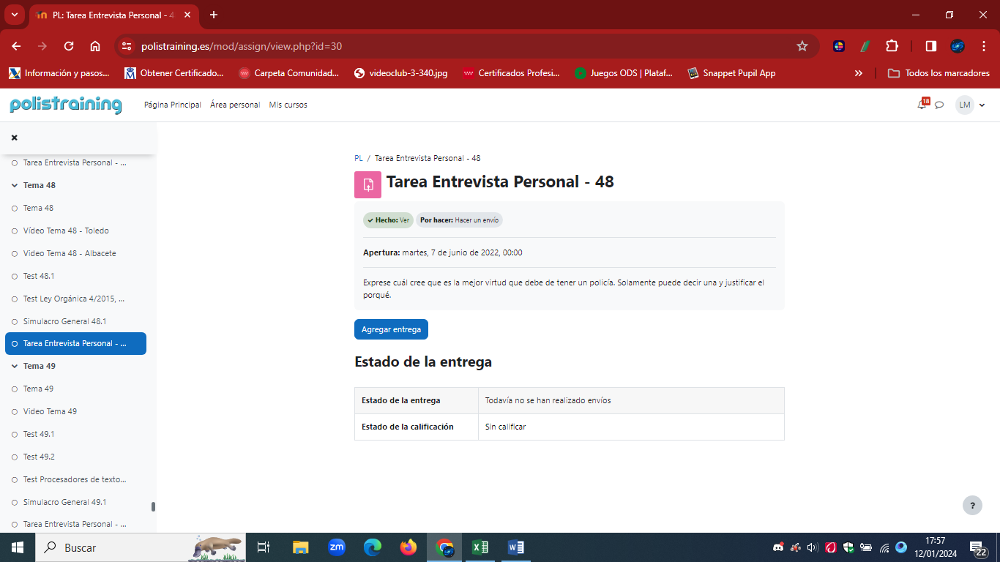 PL: Tarea Entrevista Personal - 4
polistraining.es/mod/assign/view.php?id=30
Información y pasos...
Obtener Certificado...
Carpeta Comunidad...
videoclub-3-340.jpg
Certificados Profesi...
Juegos ODS | Plataf...
Snappet Pupil App
Todos los marcadores
polistraining
Página Principal
Área personal
Mis cursos
18
LM
Tarea Entrevista Personal - ...
Tema 48
Tema 48
Vídeo Tema 48 - Toledo
Video Tema 48 - Albacete
Test 48.1
Test Ley Orgánica 4/2015, ...
Simulacro General 48.1
Tarea Entrevista Personal - ...
Tema 49
Tema 49
Video Tema 49
Test 49.1
Test 49.2
Test Procesadores de texto...
Simulacro General 49.1
Tarea Entrevista Personal - ...
PL / Tarea Entrevista Personal - 48
Tarea Entrevista Personal - 48
Hecho: Ver
Por hacer: Hacer un envío
Apertura: martes, 7 de junio de 2022, 00:00
Exprese cuál cree que es la mejor virtud que debe de tener un policía. Solamente puede decir una y justificar el
porqué.
Agregar entrega
Estado de la entrega
Estado de la entrega Todavía no se han realizado envíos
Estado de la calificación Sin calificar
?
Buscar
zm
17:57
12/01/2024
22